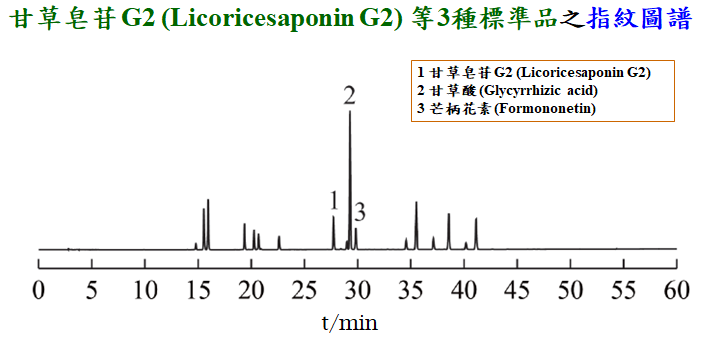 甘草皂苷G2 (Licoricesaponin G2) 等3種標準品之指紋圖譜
1 甘草皂苷G2 (Licoricesaponin G2)
2 甘草酸(Glycyrrhizic acid)
3 芒柄花素(Formononetin)
2
1
3
0 5 10 15 20 25 30 35 40 45 50 55 60
t/min